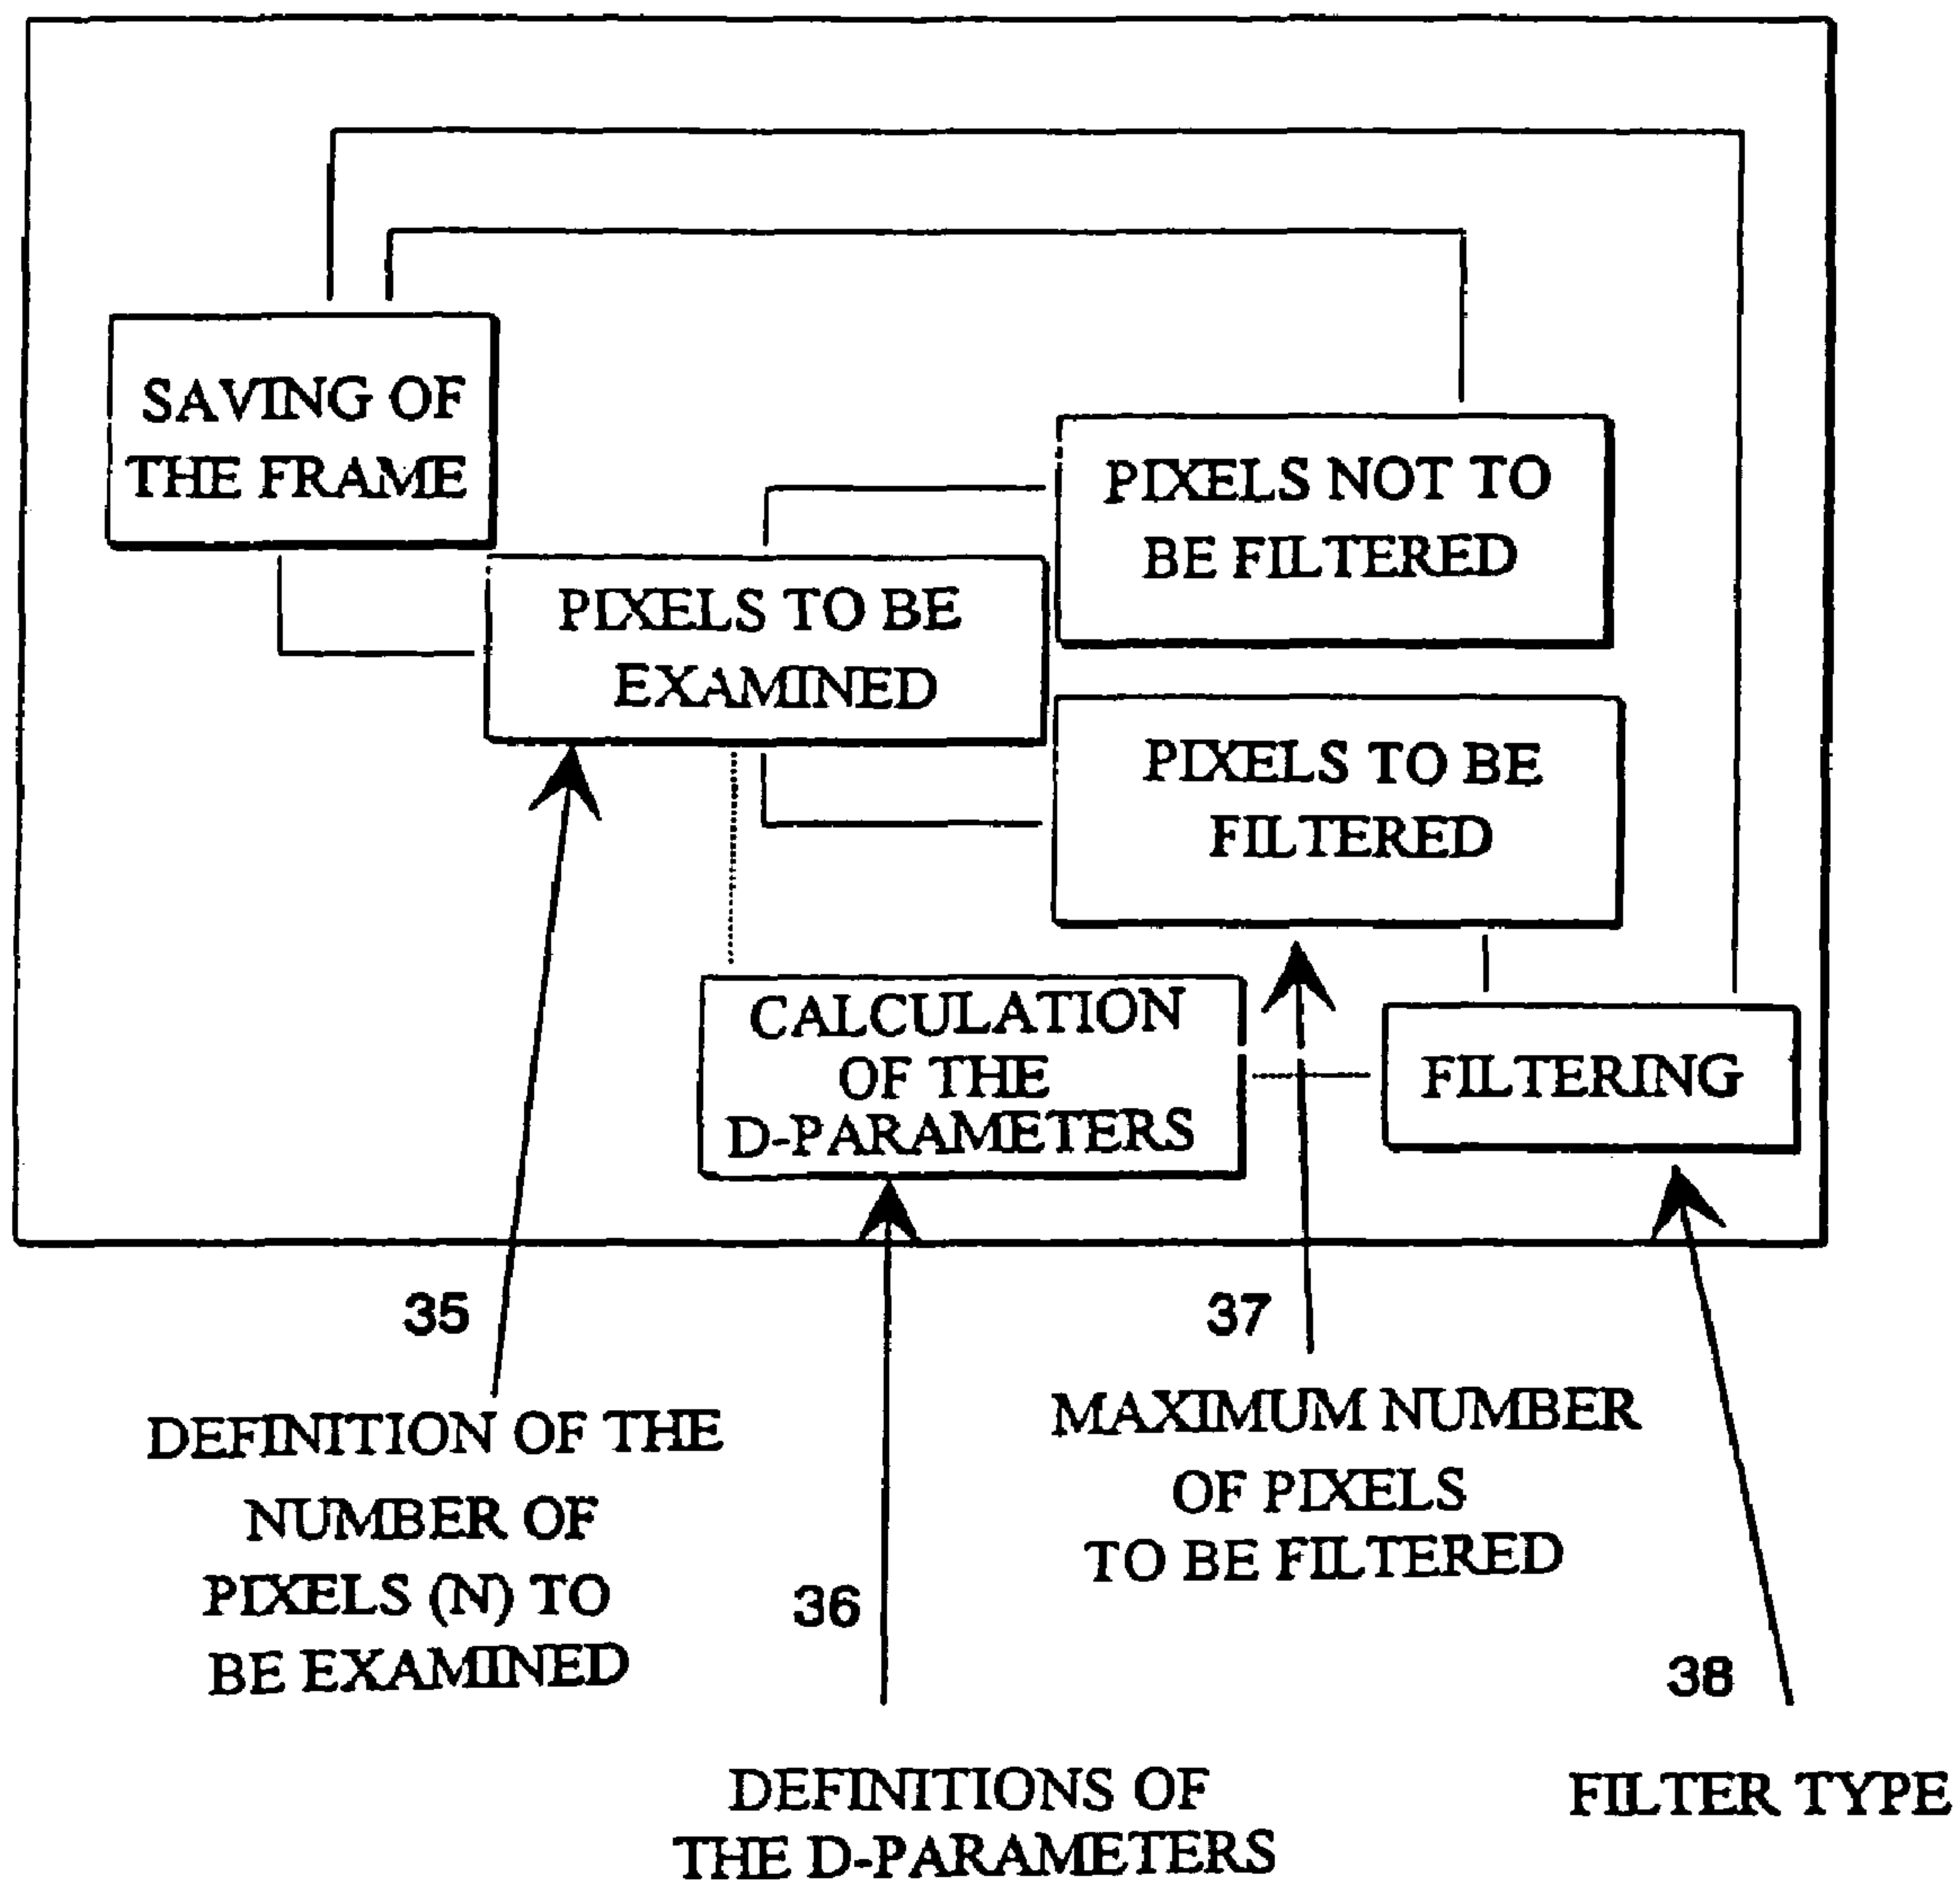 SAVING OF
THE FRAME
PIXELS NOT TO
BE FILTERED
PIXELS TO BE
EXAMINED
PIXELS TO BE
FILTERED
CALCULATION
OF THE
D-PARAMETERS
FILTERING
35
DEFINITION OF THE
NUMBER OF
PIXELS (N) TO
BE EXAMINED
37
MAXIMUM NUMBER
OF PIXELS
TO BE FILTERED
36
DEFINITIONS OF
THE D-PARAMETERS
38
FILTER TYPE